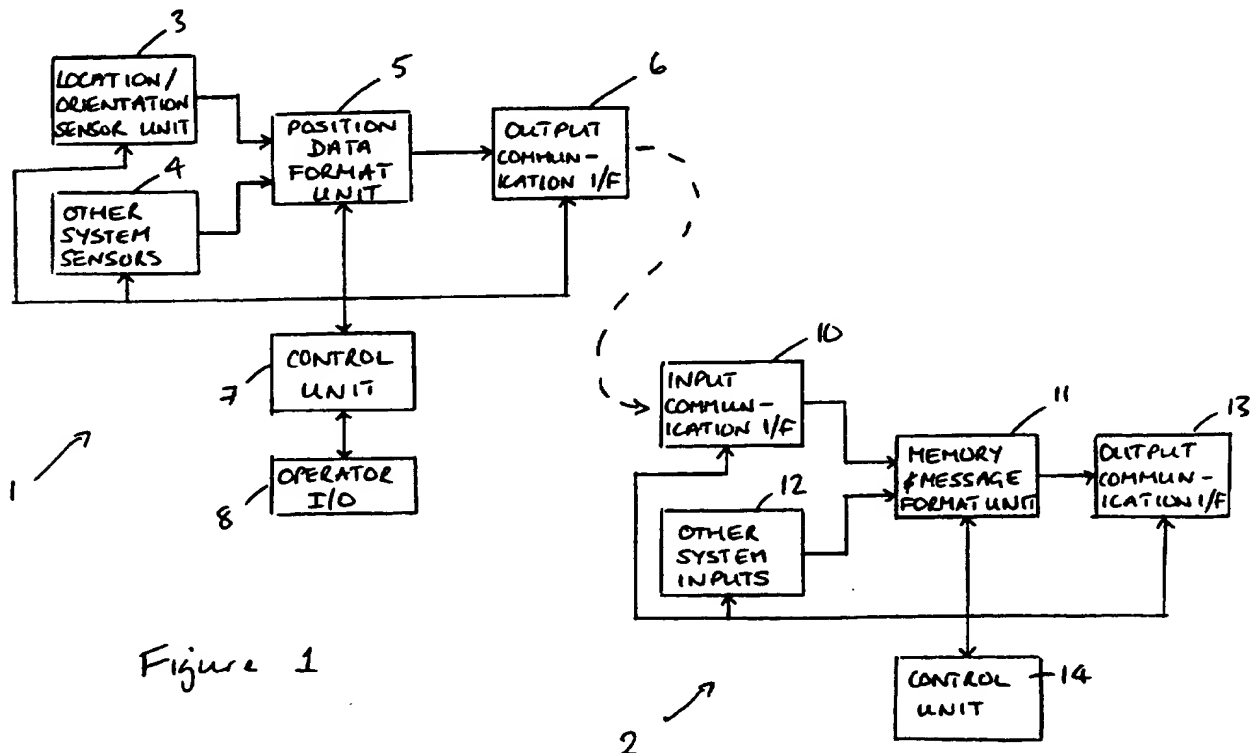 3
LOCATION/
ORIENTATION
SENSOR UNIT
4
OTHER
SYSTEM
SENSORS
5
POSITION
DATA
FORMAT
UNIT
6
OUTPUT
COMMUN-
ICATION I/F
7
CONTROL
UNIT
8
OPERATOR
I/O
1
10
INPUT
COMMUN-
ICATION I/F
12
OTHER
SYSTEM
INPUTS
11
MEMORY
& MESSAGE
FORMAT UNIT
13
OUTPUT
COMMUN-
ICATION I/F
14
CONTROL
UNIT
2
Figure 1